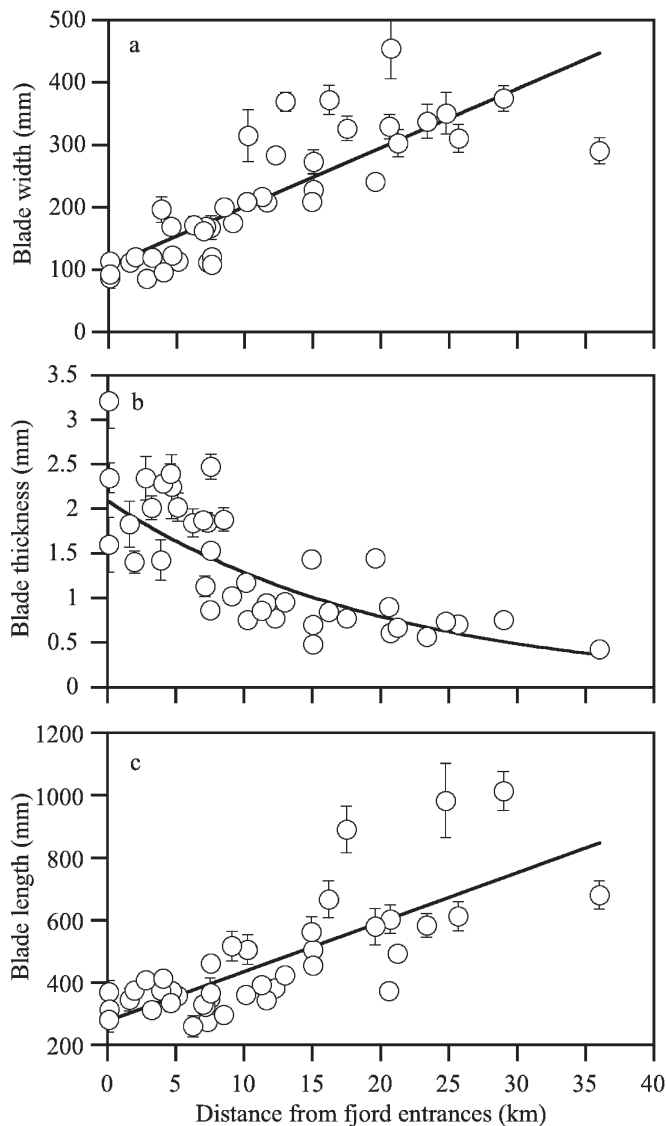 500
a
400
300
200
100
0
Blade width (mm)
3.5
b
3
2.5
2
1.5
1
0.5
0
Blade thickness (mm)
1200
c
1000
800
600
400
200
Blade length (mm)
0 5 10 15 20 25 30 35 40
Distance from fjord entrances (km)